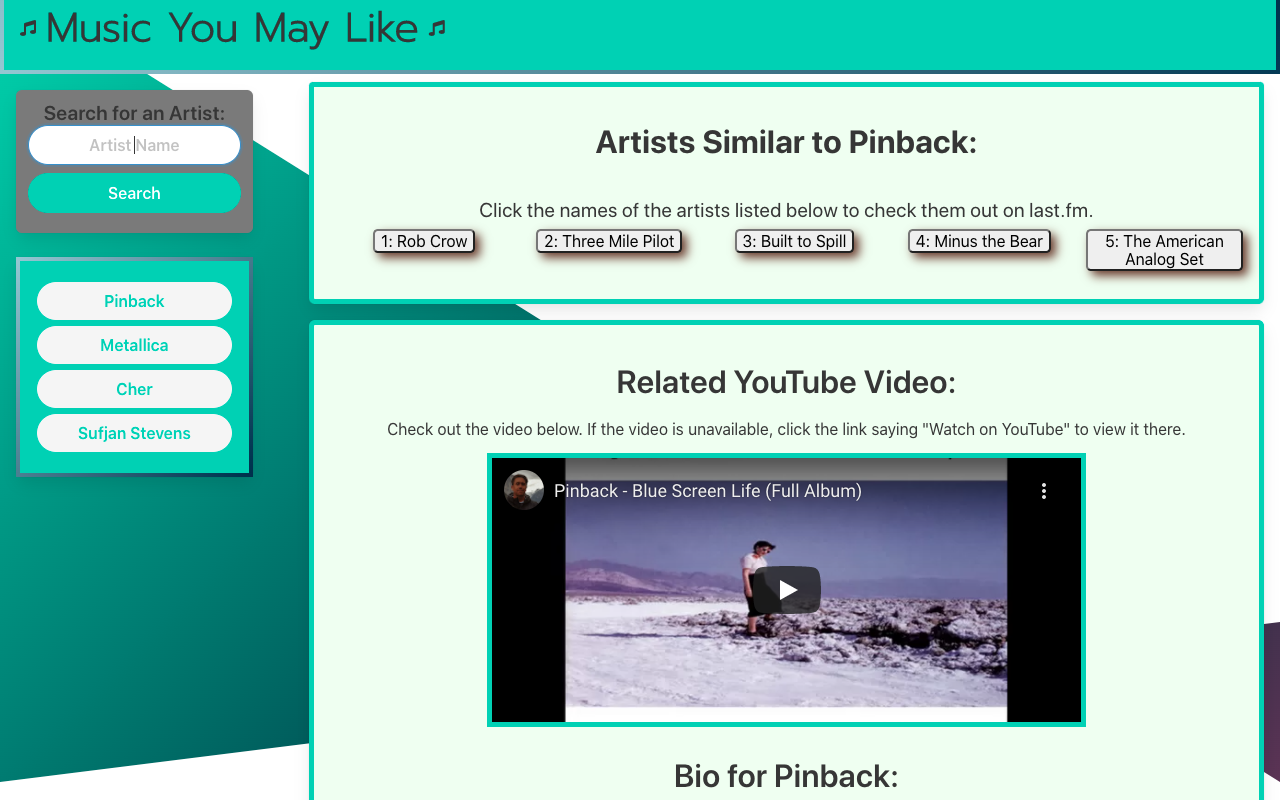 ♫ Music You May Like ♫
Search for an Artist:
Artist Name
Search
Pinback
Metallica
Cher
Sufjan Stevens
Artists Similar to Pinback:
Click the names of the artists listed below to check them out on last.fm.
1: Rob Crow
2: Three Mile Pilot
3: Built to Spill
4: Minus the Bear
5: The American
Analog Set
Related YouTube Video:
Check out the video below. If the video is unavailable, click the link saying "Watch on YouTube" to view it there.
Pinback - Blue Screen Life (Full Album)
Bio for Pinback: